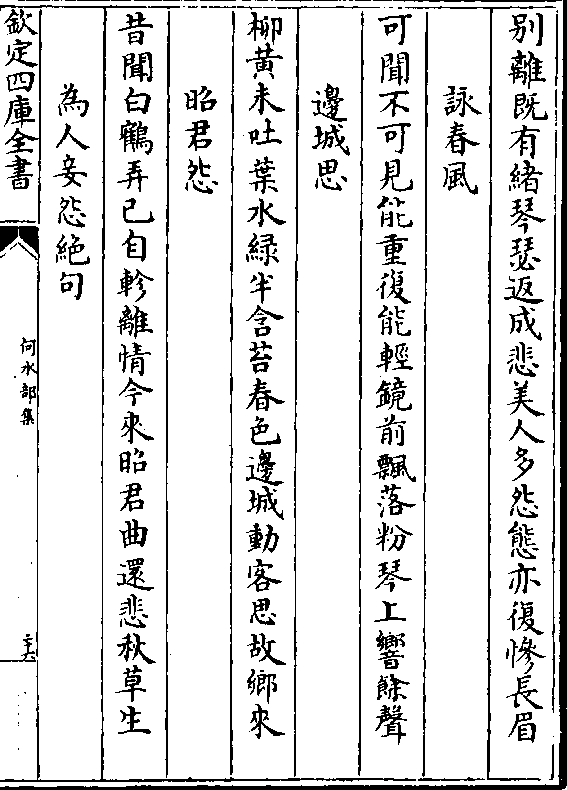 别離既有緒琴瑟返成悲美人多怨態亦復慘長眉
詠春風
可聞不可見能重復能輕鏡前飄落粉琴上響餘聲
邊城思
柳黄未吐葉水緑半含苔春色邊城動客思故鄉來
昭君怨
昔聞白鶴弄已自軫離情今來昭君曲還悲秋草生
為人妾怨絶句
欽定四庫全書
何水部集
二十六